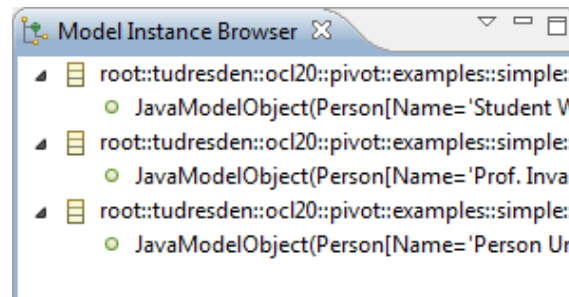 Model Instance Browser
root::tudresden::ocl20::pivot::examples::simple:
JavaModelObject(Person[Name='Student
root::tudresden::ocl20::pivot::examples::simple:
JavaModelObject(Person[Name='Prof. Inva
root::tudresden::ocl20::pivot::examples::simple:
JavaModelObject(Person[Name='Person Un